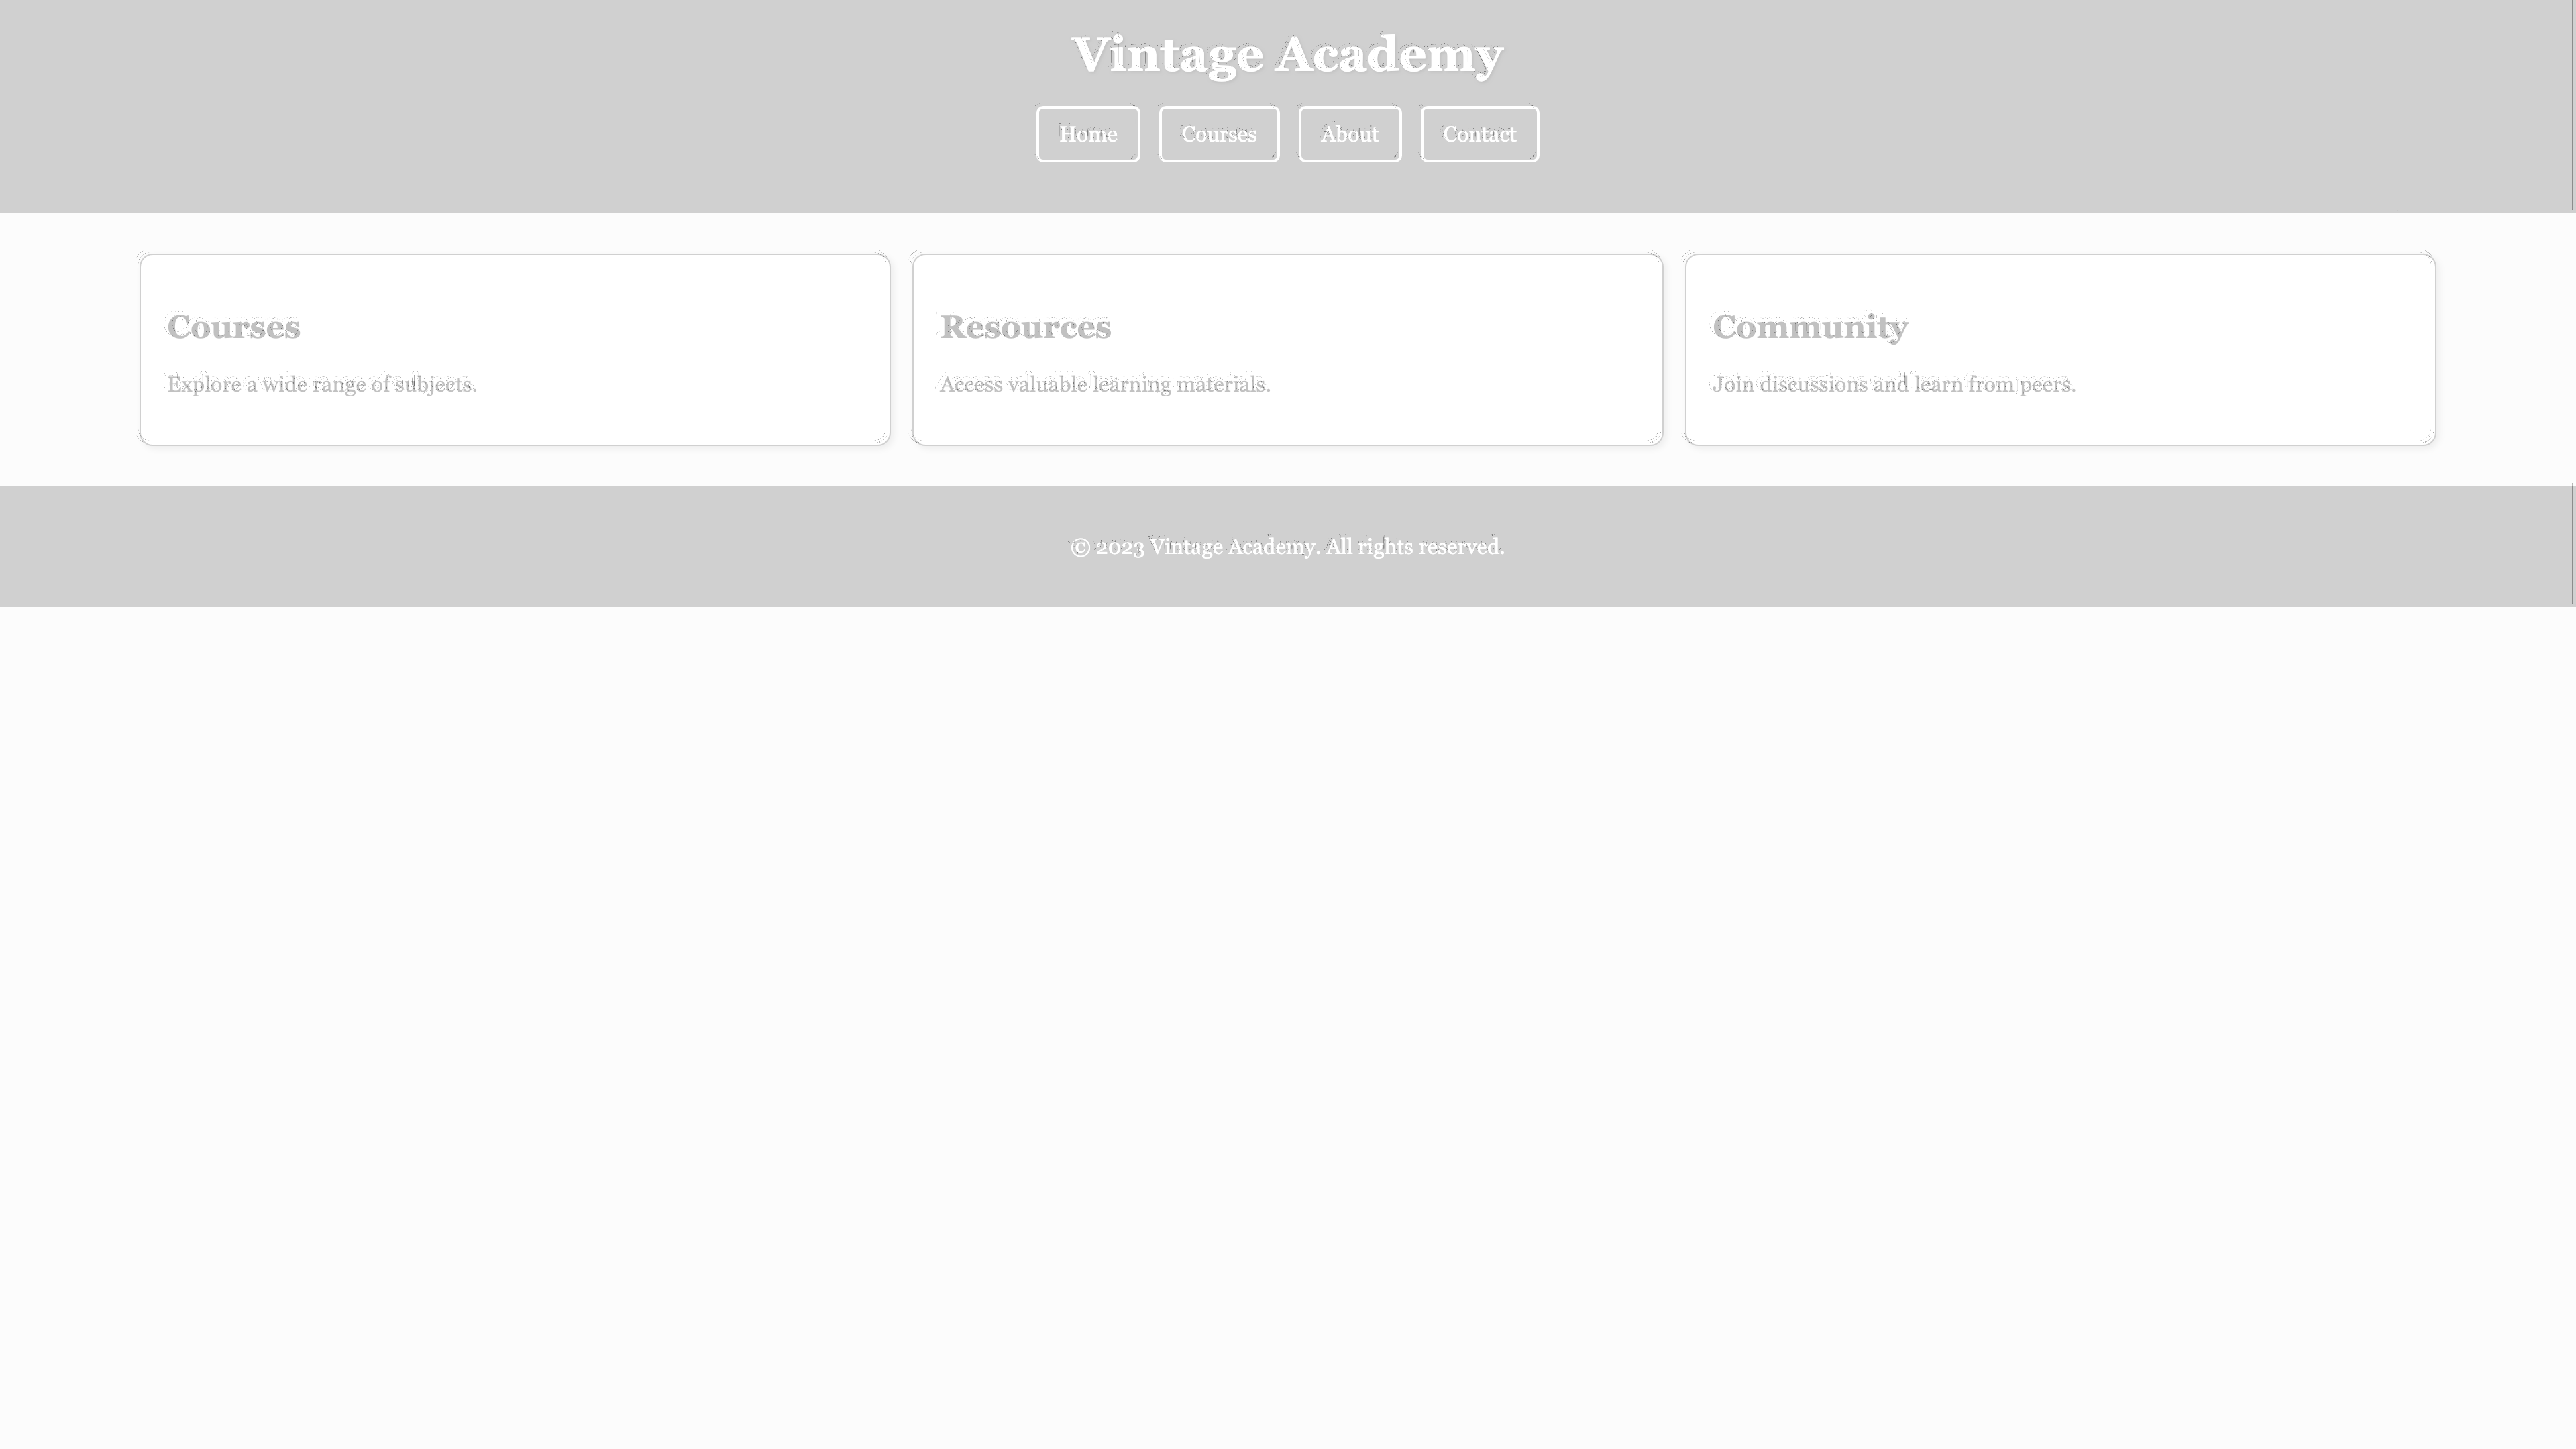 Vintage Academy
Home Courses About Contact
Courses
Explore a wide range of subjects.
Resources
Access valuable learning materials.
Community
Join discussions and learn from peers.
© 2023 Vintage Academy. All rights reserved.